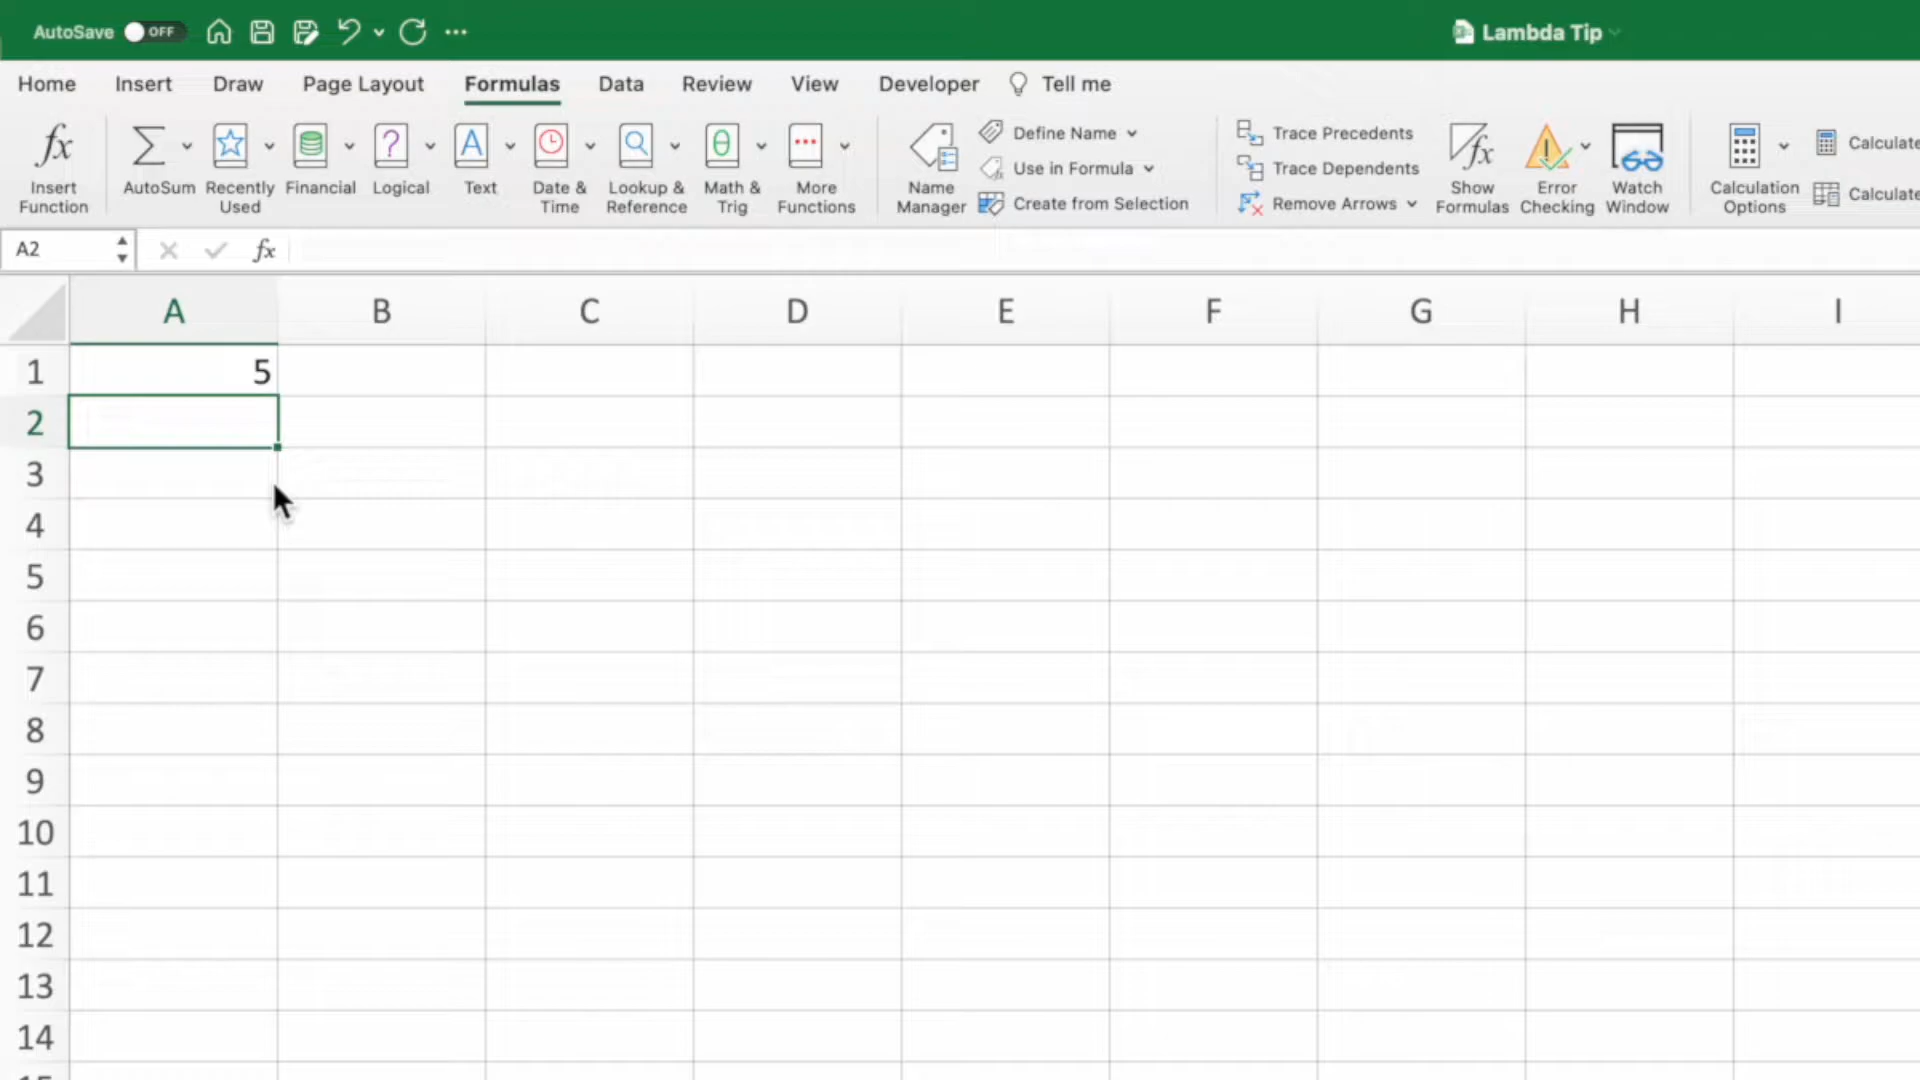 AutoSave OFF
Lambda Tip
Home Insert Draw Page Layout Formulas Data Review View Developer Tell me
fx
Insert Function
AutoSum
Recently Used
Financial
Logical
Text
Date & Time
Lookup & Reference
Math & Trig
More Functions
Name Manager
Define Name
Use in Formula
Create from Selection
Trace Precedents
Trace Dependents
Remove Arrows
Show Formulas
Error Checking
Watch Window
Calculation Options
Calculate
Calculate
A2 fx
A B C D E F G H I
1 5
2
3
4
5
6
7
8
9
10
11
12
13
14